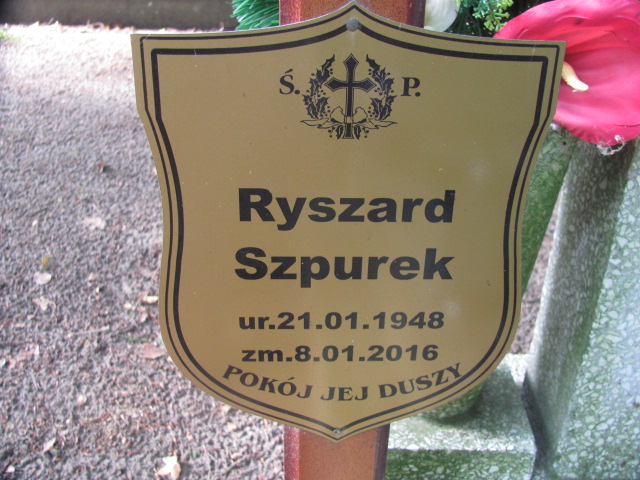 Ś. P.
Ryszard
Szpurek
ur.21.01.1948
zm.8.01.2016
POKÓJ JEJ DUSZY